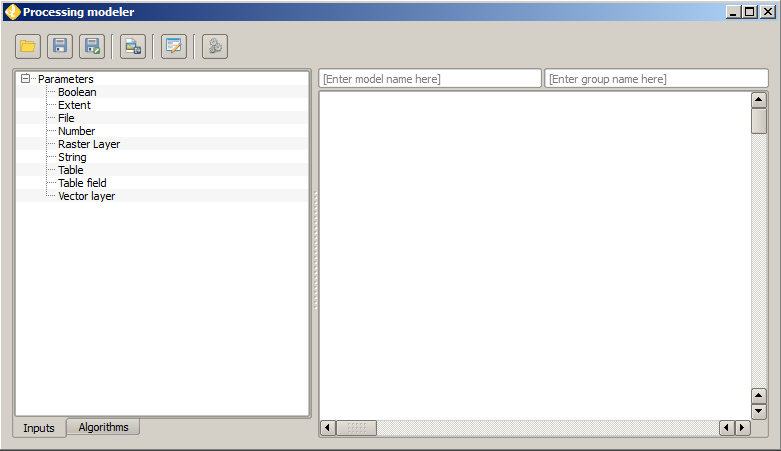 Processing modeler
Parameters
Boolean
Extent
File
Number
Raster Layer
String
Table
Table field
Vector layer
Inputs
Algorithms
[Enter model name here]
[Enter group name here]